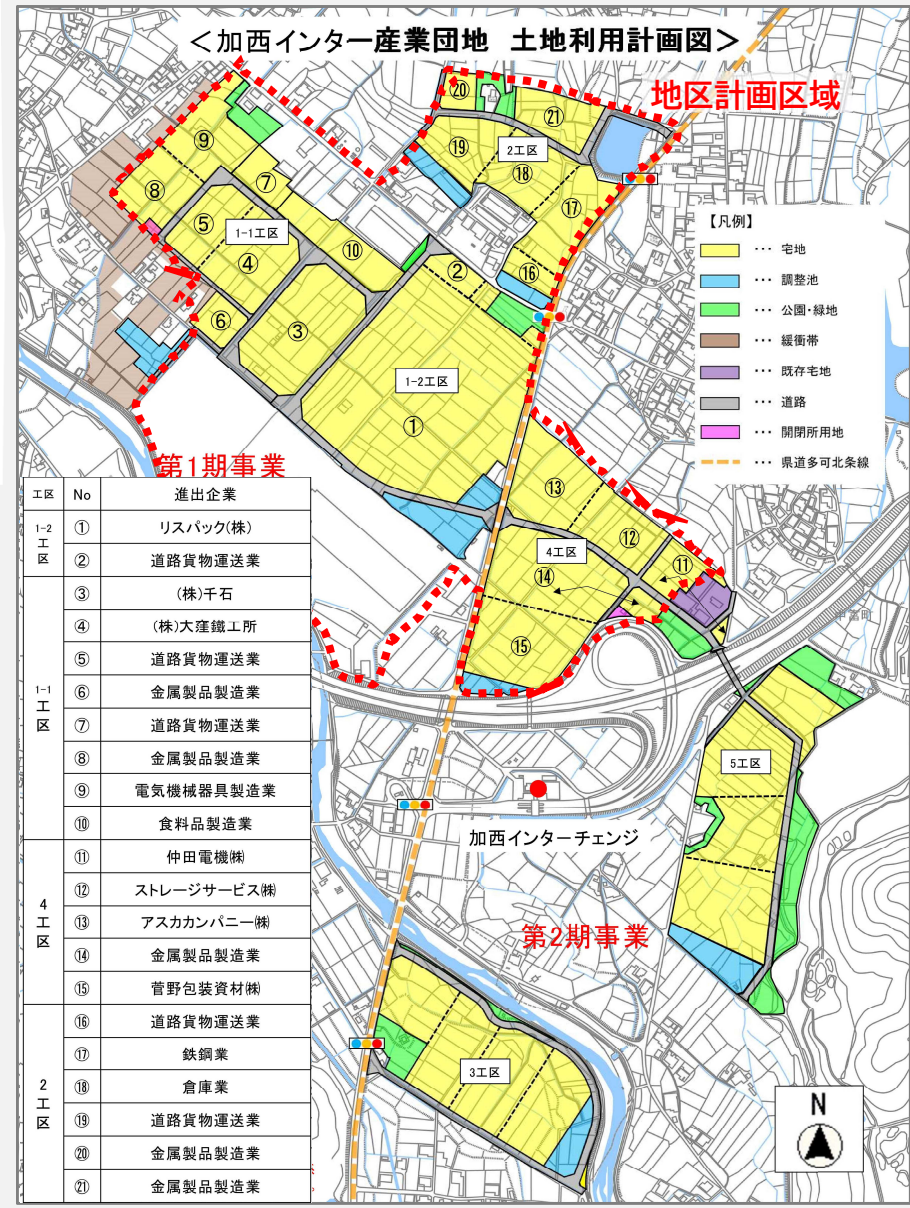 <加西インター産業団地 土地利用計画図>
地区計画区域
【凡例】
… 宅地
… 調整池
… 公園・緑地
… 緩衝帯
… 既存宅地
… 道路
… 開閉所用地
… 県道多可北条線
⑳
㉑
⑲
2工区
⑱
⑨
⑧
⑦
⑰
⑤
1-1工区
⑩
④
②
⑯
⑥
③
1-2工区
①
第1期事業
⑬
⑫
4工区
⑪
⑭
⑮
5工区
加西インターチェンジ
第2期事業
3工区
N
工区 No 進出企業
1-2工区 ① リスパック(株)
② 道路貨物運送業
1-1工区 ③ (株)千石
④ (株)大窪鐵工所
⑤ 道路貨物運送業
⑥ 金属製品製造業
⑦ 道路貨物運送業
⑧ 金属製品製造業
⑨ 電気機械器具製造業
⑩ 食料品製造業
4工区 ⑪ 仲田電機㈱
⑫ ストレージサービス㈱
⑬ アスカカンパニー㈱
⑭ 金属製品製造業
⑮ 菅野包装資材㈱
2工区 ⑯ 道路貨物運送業
⑰ 鉄鋼業
⑱ 倉庫業
⑲ 道路貨物運送業
⑳ 金属製品製造業
㉑ 金属製品製造業